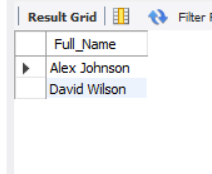 Result Grid Filter
Full_Name
Alex Johnson
David Wilson